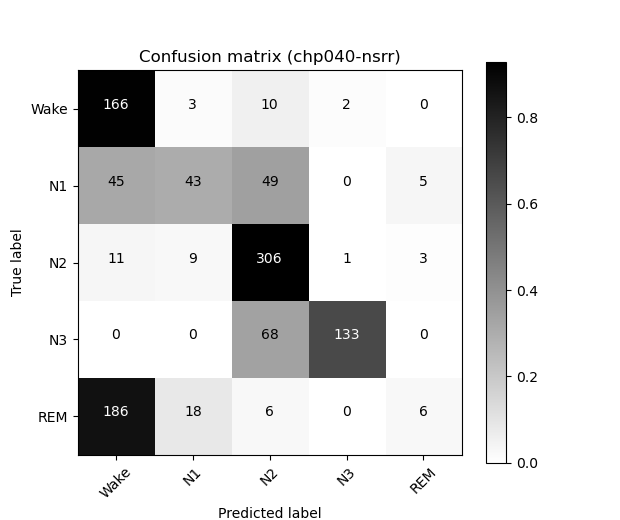 Confusion matrix (chp040-nsrr)
Wake 166 3 10 2 0
N1 45 43 49 0 5
N2 11 9 306 1 3
N3 0 0 68 133 0
REM 186 18 6 0 6
Wake N1 N2 N3 REM
Predicted label
True label
0.8
0.6
0.4
0.2
0.0